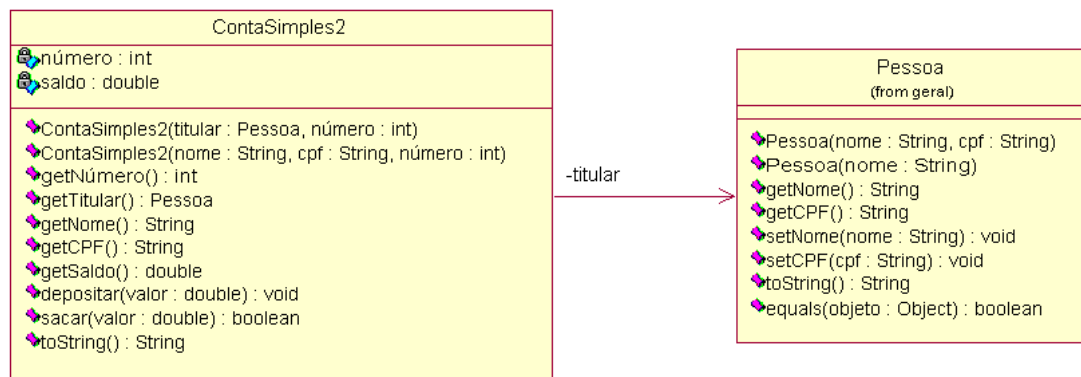 ContaSimples2
número : int
saldo : double
ContaSimples2(titular : Pessoa, número : int)
ContaSimples2(nome : String, cpf : String, número : int)
getNúmero() : int
getTitular() : Pessoa
getNome() : String
getCPF() : String
getSaldo() : double
depositar(valor : double) : void
sacar(valor : double) : boolean
toString() : String
-titular
Pessoa
(from geral)
Pessoa(nome : String, cpf : String)
Pessoa(nome : String)
getNome() : String
getCPF() : String
setNome(nome : String) : void
setCPF(cpf : String) : void
toString() : String
equals(objeto : Object) : boolean